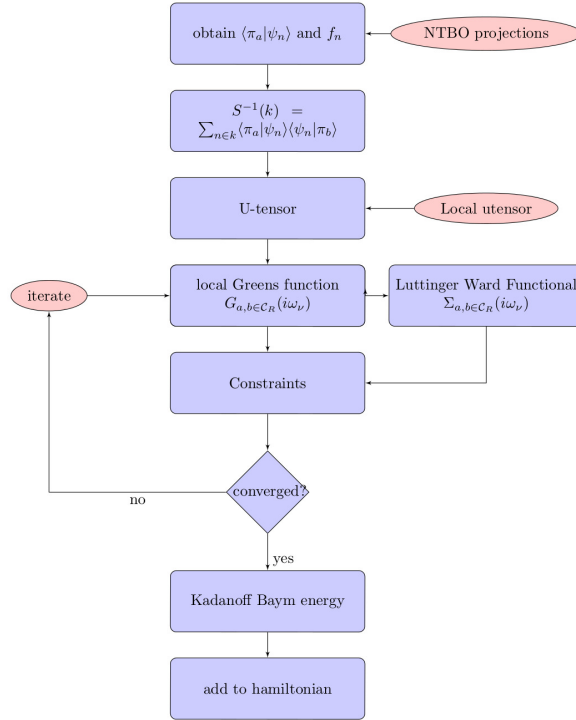 obtain ⟨π_a|ψ_n⟩ and f_n
NTBO projections
S^{-1}(k) =
∑_{n∈k}⟨π_a|ψ_n⟩⟨ψ_n|π_b⟩
U-tensor
Local utensor
iterate
local Greens function
G_{a,b∈𝒞_R}(iω_ν)
Luttinger Ward Functional
Σ_{a,b∈𝒞_R}(iω_ν)
Constraints
converged?
no
yes
Kadanoff Baym energy
add to hamiltonian